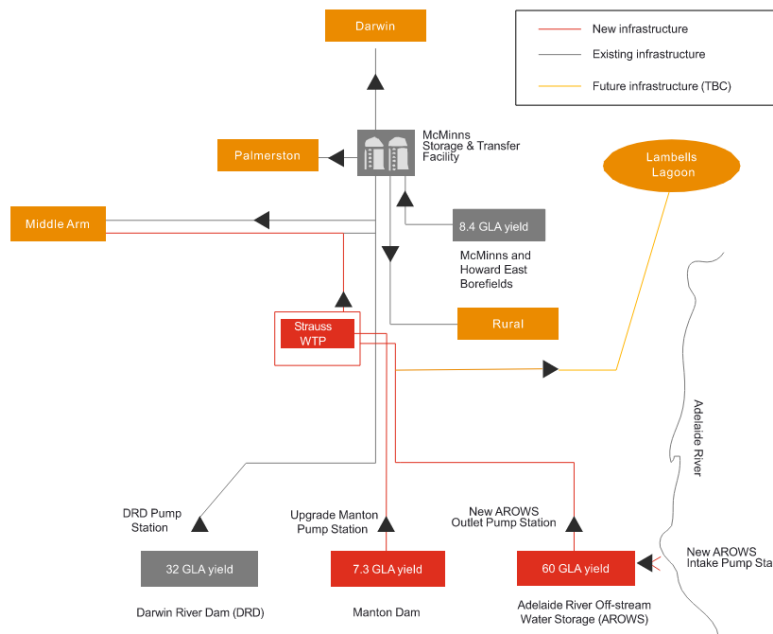 Darwin
New infrastructure
Existing infrastructure
Future infrastructure (TBC)
McMinns
Storage & Transfer
Facility
Palmerston
Lambells
Lagoon
Middle Arm
8.4 GLA yield
McMinns and
Howard East
Borefields
Strauss
WTP
Rural
Adelaide River
DRD Pump
Station
Upgrade Manton
Pump Station
New AROWS
Outlet Pump Station
New AROWS
Intake Pump Sta
32 GLA yield
7.3 GLA yield
60 GLA yield
Darwin River Dam (DRD)
Manton Dam
Adelaide River Off-stream
Water Storage (AROWS)